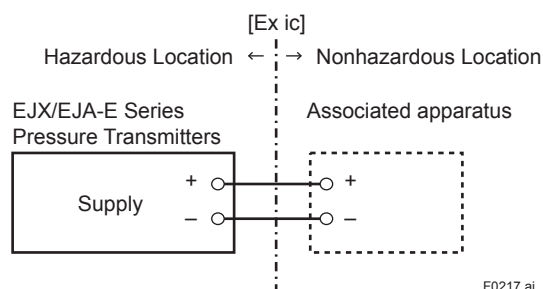 [Ex ic]
Hazardous Location ← → Nonhazardous Location
EJX/EJA-E Series
Pressure Transmitters
Associated apparatus
Supply
+
+
–
–
F0217.ai